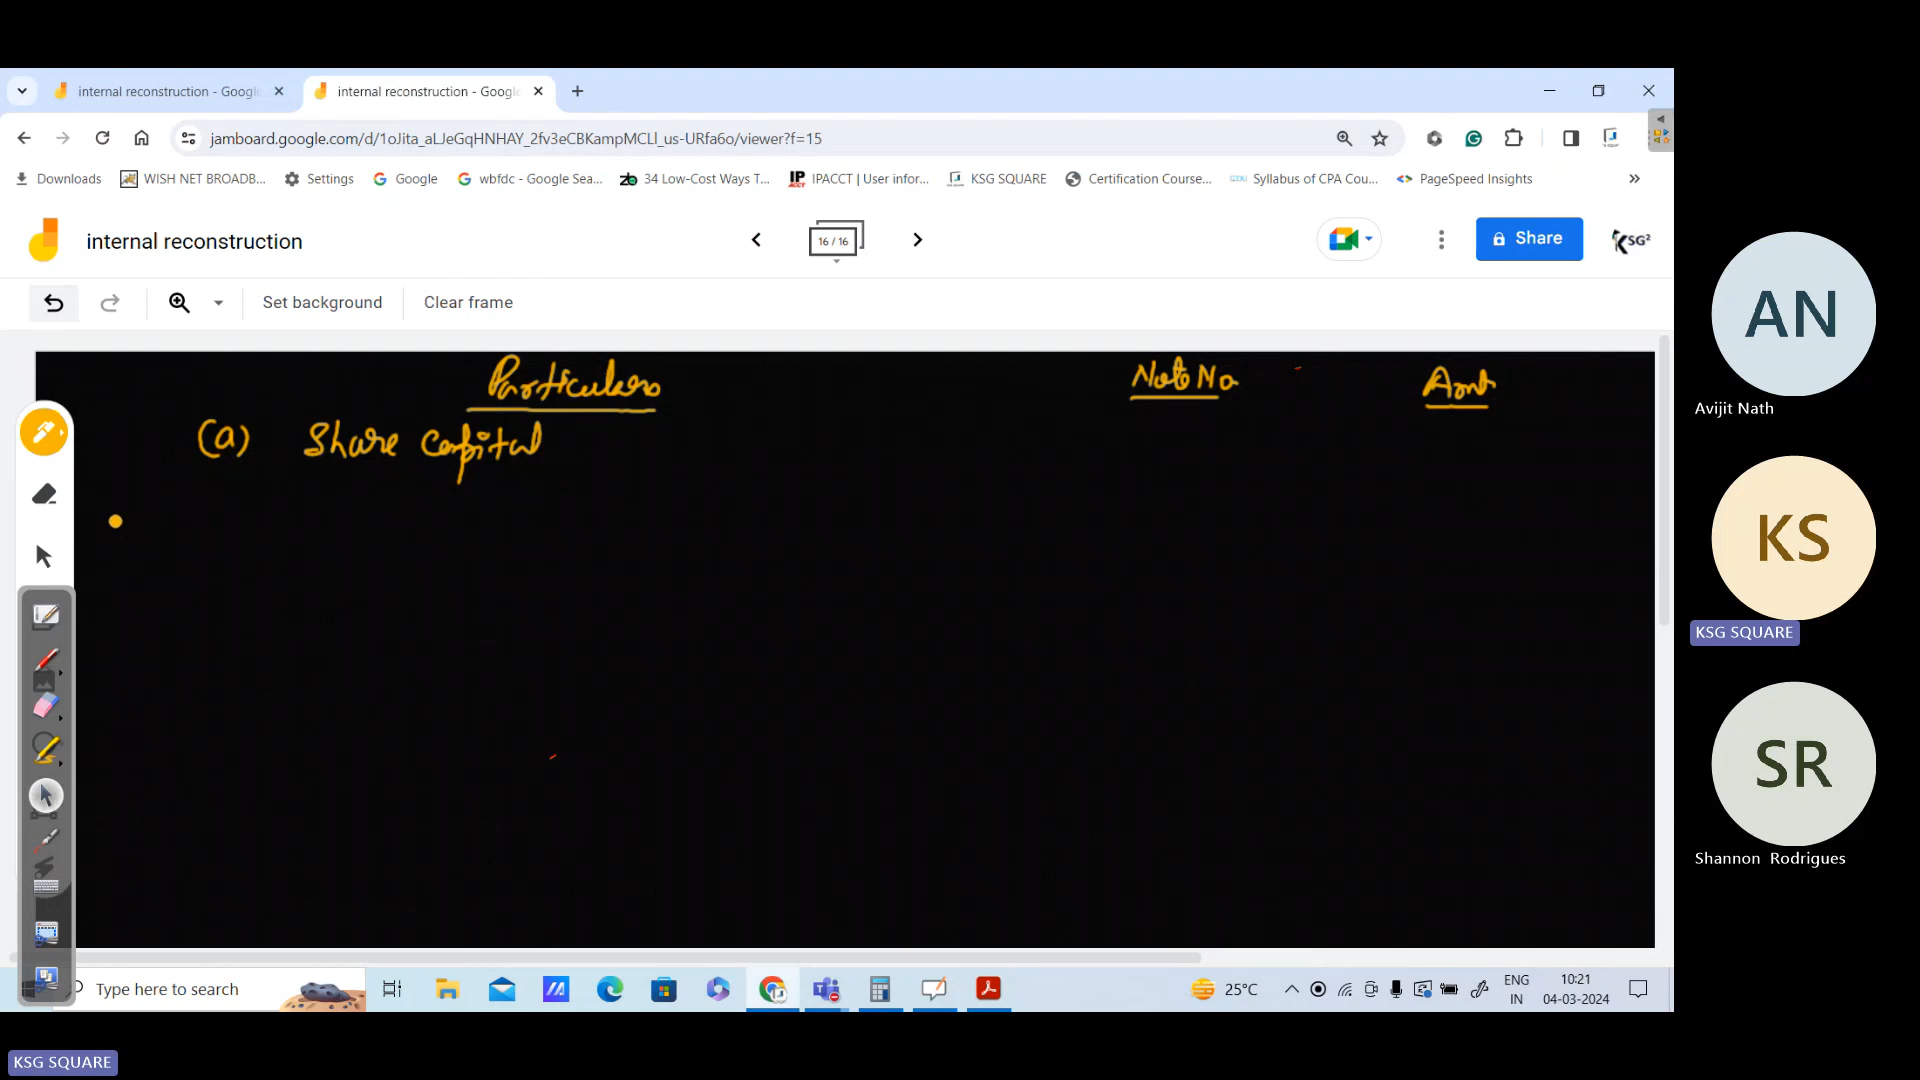 internal reconstruction - Google
internal reconstruction - Google
jamboard.google.com/d/1oJita_aLJeGqHNHAY_2fv3eCBKampMCLl_us-URfa6o/viewer?f=15
Downloads
WISH NET BROADB...
Settings
Google
wbfdc - Google Sea...
34 Low-Cost Ways T...
IPACCT | User infor...
KSG SQUARE
Certification Course...
Syllabus of CPA Cou...
PageSpeed Insights
internal reconstruction
16 / 16
Share
KSG²
Set background
Clear frame
Particulars
Note No
Amt
(a) Share capital
AN
Avijit Nath
KS
KSG SQUARE
SR
Shannon Rodrigues
Type here to search
25°C
ENG
IN
10:21
04-03-2024
KSG SQUARE